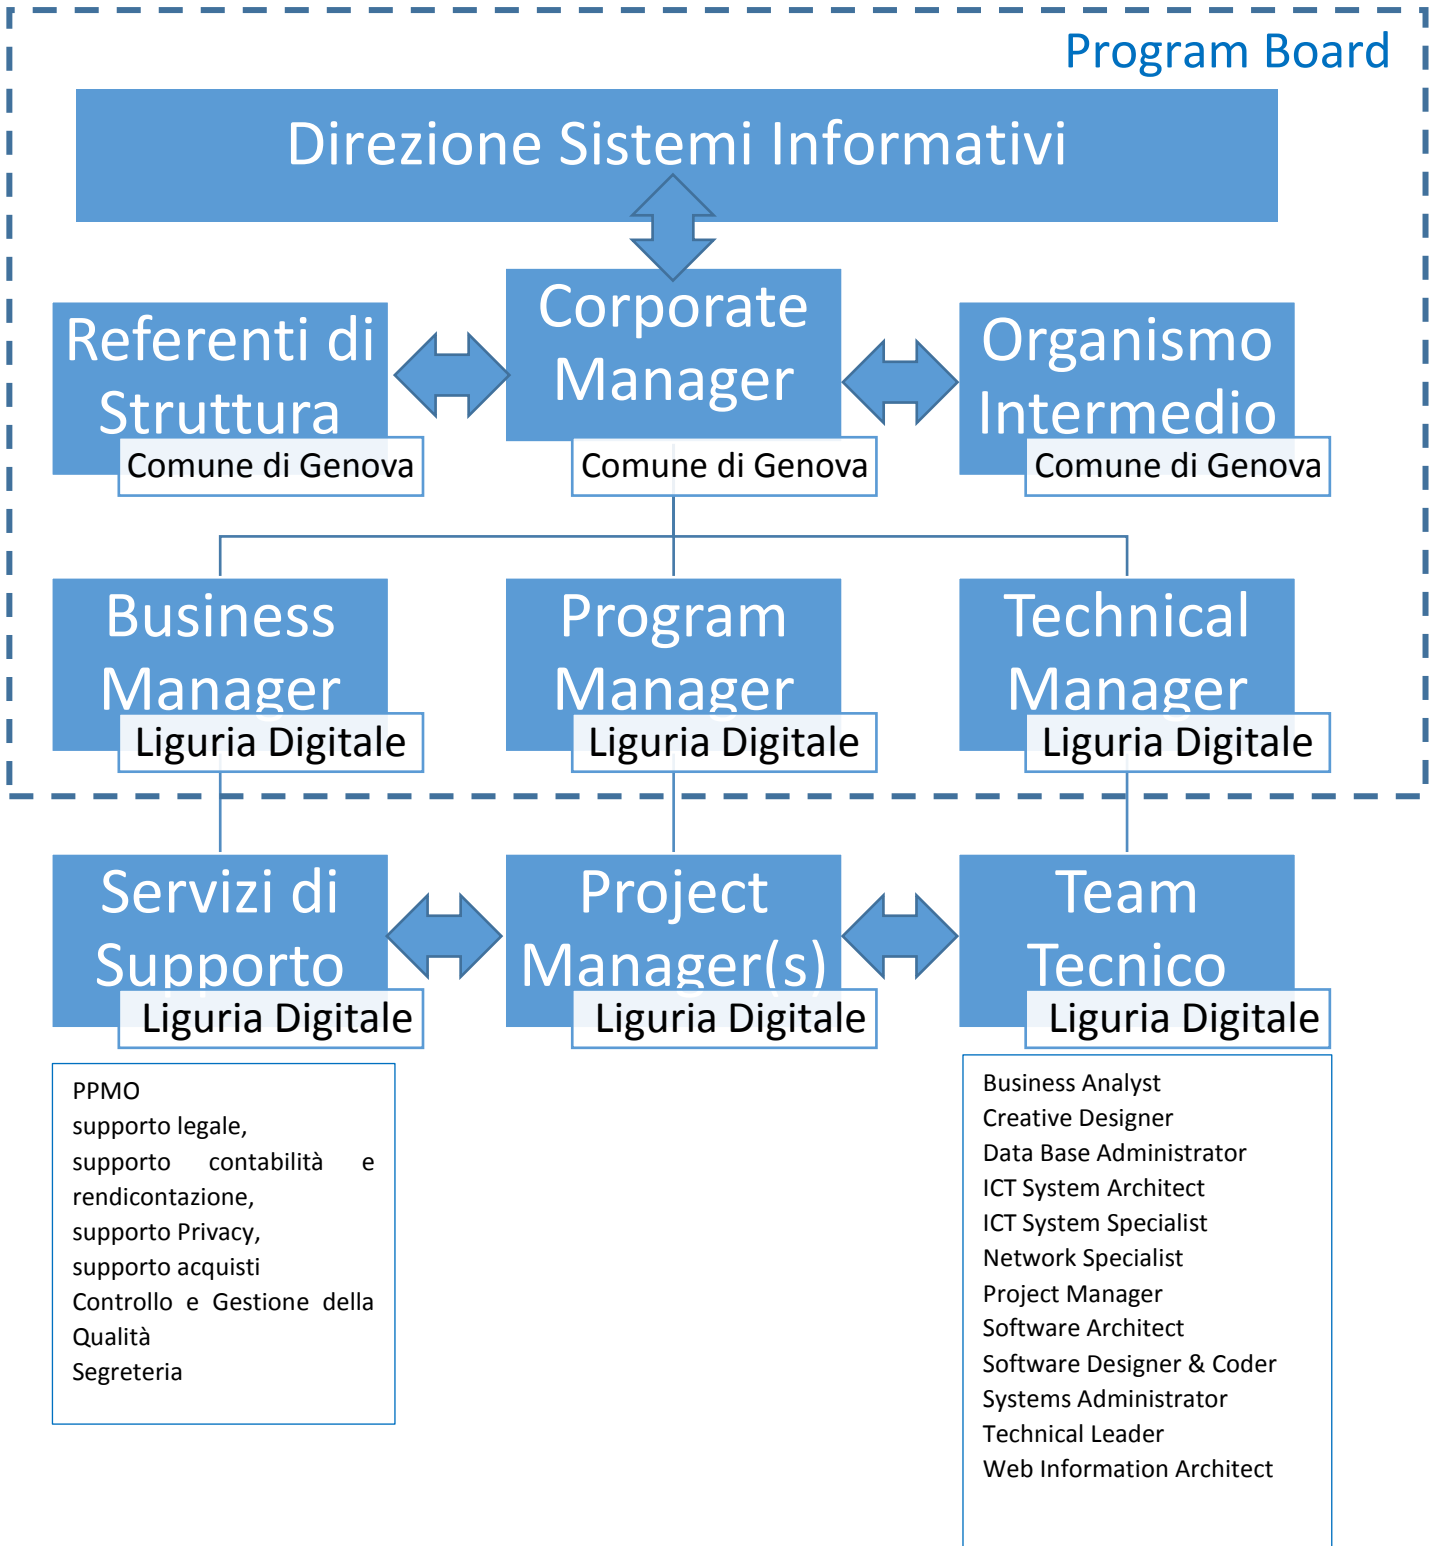 Program Board
Direzione Sistemi Informativi
Referenti di
Struttura
Comune di Genova
Corporate
Manager
Comune di Genova
Organismo
Intermedio
Comune di Genova
Business
Manager
Liguria Digitale
Program
Manager
Liguria Digitale
Technical
Manager
Liguria Digitale
Servizi di
Supporto
Liguria Digitale
Project
Manager(s)
Liguria Digitale
Team
Tecnico
Liguria Digitale
PPMO
supporto legale,
supporto contabilità e
rendicontazione,
supporto Privacy,
supporto acquisti
Controllo e Gestione della
Qualità
Segreteria
Business Analyst
Creative Designer
Data Base Administrator
ICT System Architect
ICT System Specialist
Network Specialist
Project Manager
Software Architect
Software Designer & Coder
Systems Administrator
Technical Leader
Web Information Architect